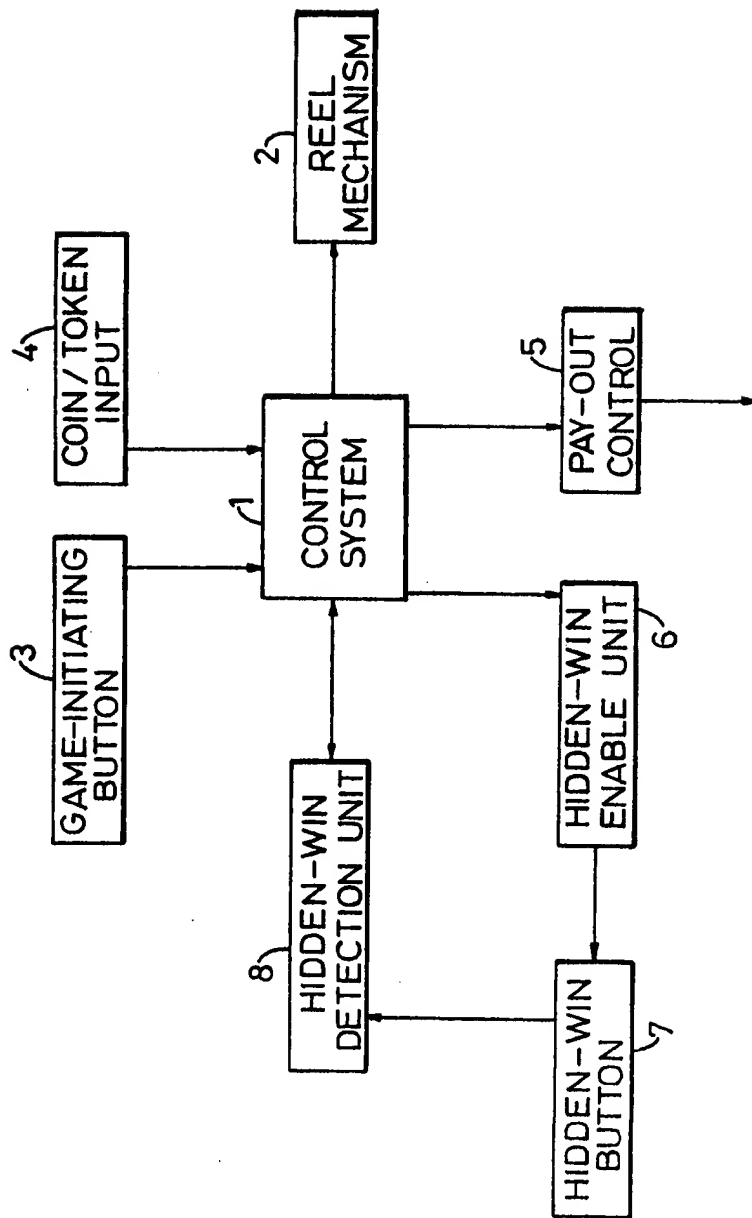 3
GAME-INITIATING
BUTTON
4
COIN / TOKEN
INPUT
1
CONTROL
SYSTEM
2
REEL
MECHANISM
8
HIDDEN-WIN
DETECTION UNIT
5
PAY-OUT
CONTROL
HIDDEN-WIN
ENABLE UNIT
6
HIDDEN-WIN
BUTTON
7